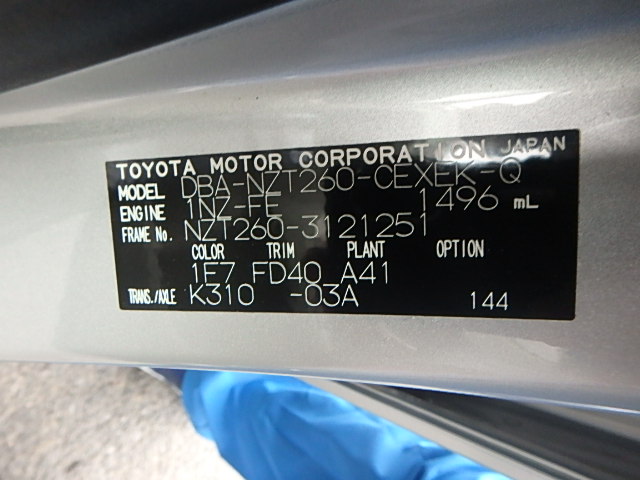 TOYOTA MOTOR CORPORATION JAPAN
MODEL DBA-NZT260-CEXEK-Q
ENGINE 1NZ-FE 1496 mL
FRAME No. NZT260-3121251
COLOR TRIM PLANT OPTION
1F7 FD40 A41
TRANS./AXLE K310 -03A 144